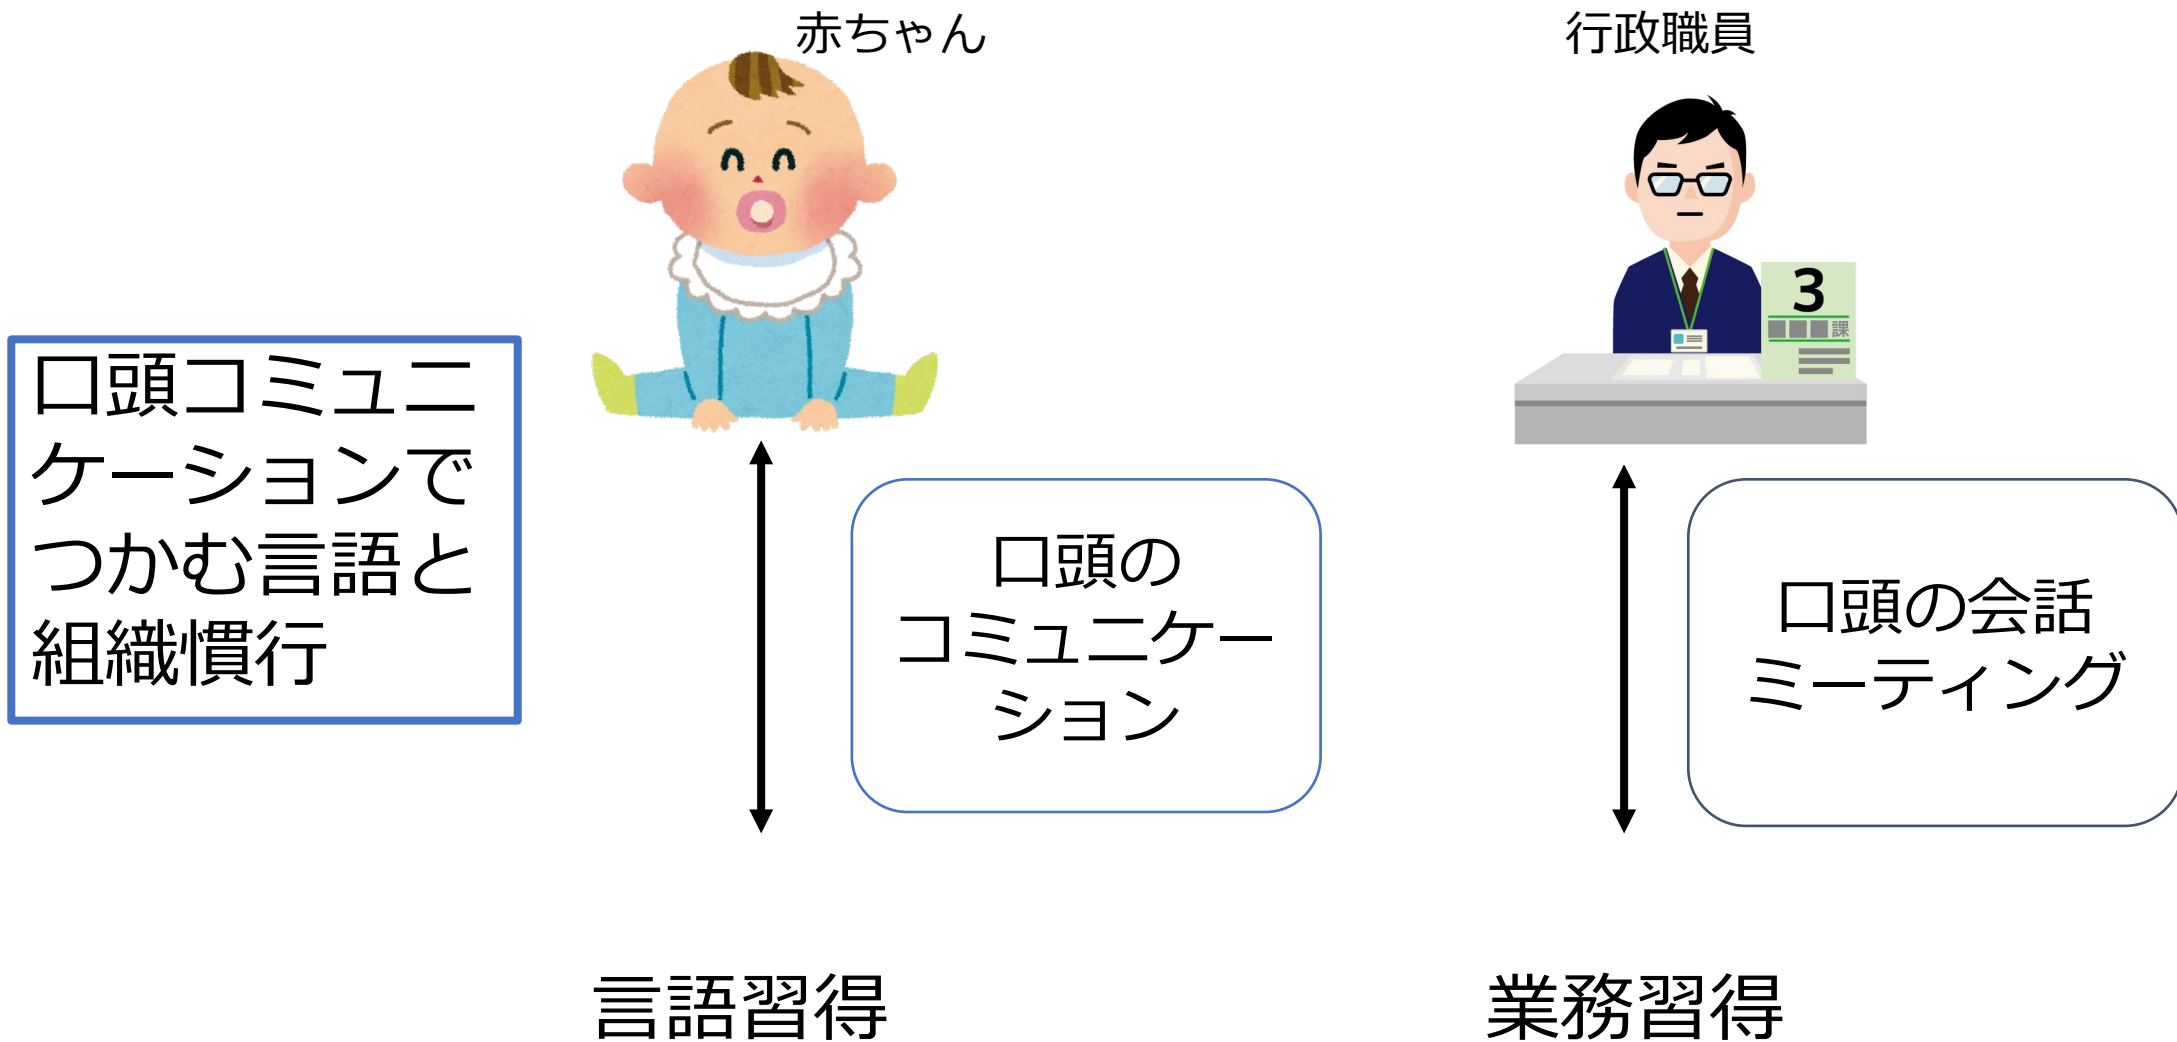 赤ちゃん
行政職員
3
課
口頭コミュニ
ケーションで
つかむ言語と
組織慣行
口頭の
コミュニケー
ション
口頭の会話
ミーティング
言語習得
業務習得